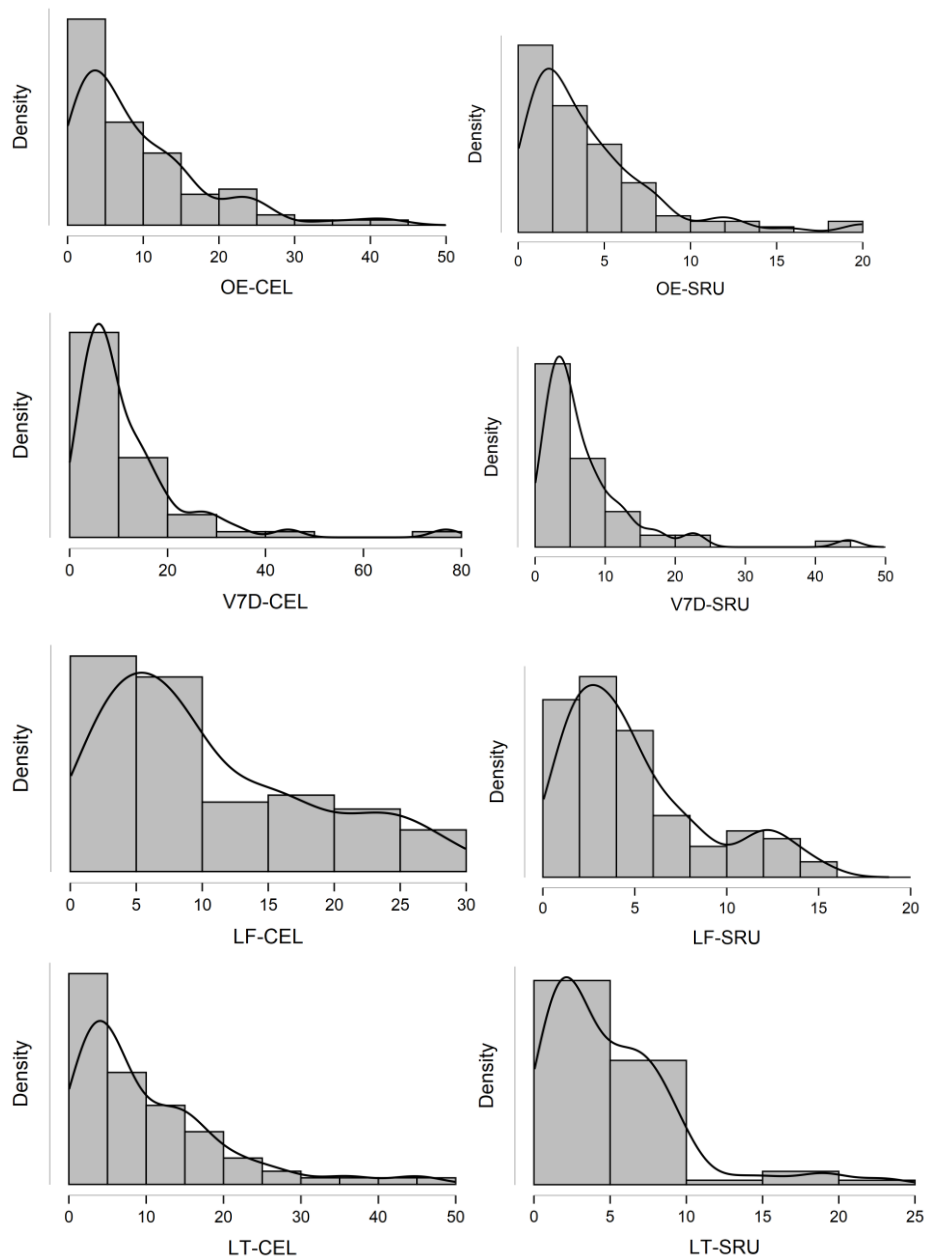 Density
0 10 20 30 40 50
OE-CEL
Density
0 5 10 15 20
OE-SRU
Density
0 20 40 60 80
V7D-CEL
Density
0 10 20 30 40 50
V7D-SRU
Density
0 5 10 15 20 25 30
LF-CEL
Density
0 5 10 15 20
LF-SRU
Density
0 10 20 30 40 50
LT-CEL
Density
0 5 10 15 20 25
LT-SRU